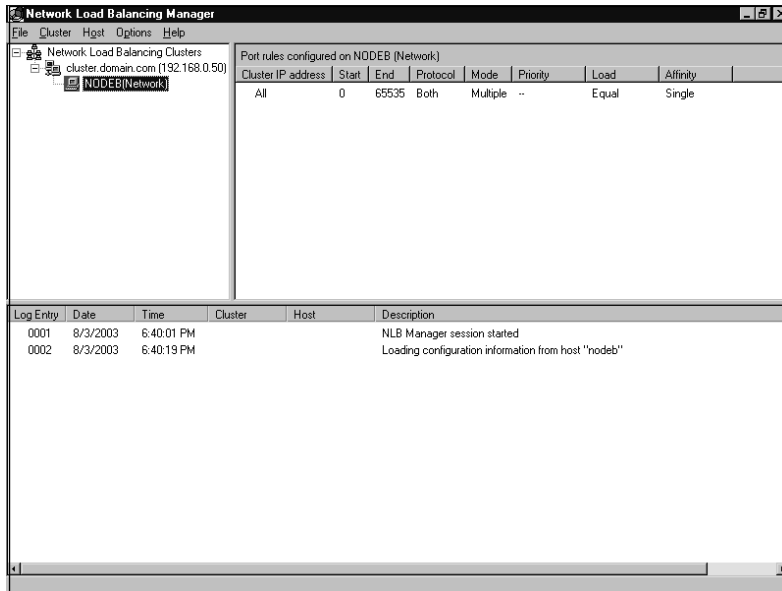 Network Load Balancing Manager
File Cluster Host Options Help
Network Load Balancing Clusters
cluster.domain.com (192.168.0.50)
NODEB(Network)
Port rules configured on NODEB (Network)
Cluster IP address Start End Protocol Mode Priority Load Affinity
All 0 65535 Both Multiple -- Equal Single
Log Entry Date Time Cluster Host Description
0001 8/3/2003 6:40:01 PM NLB Manager session started
0002 8/3/2003 6:40:19 PM Loading configuration information from host "nodeb"